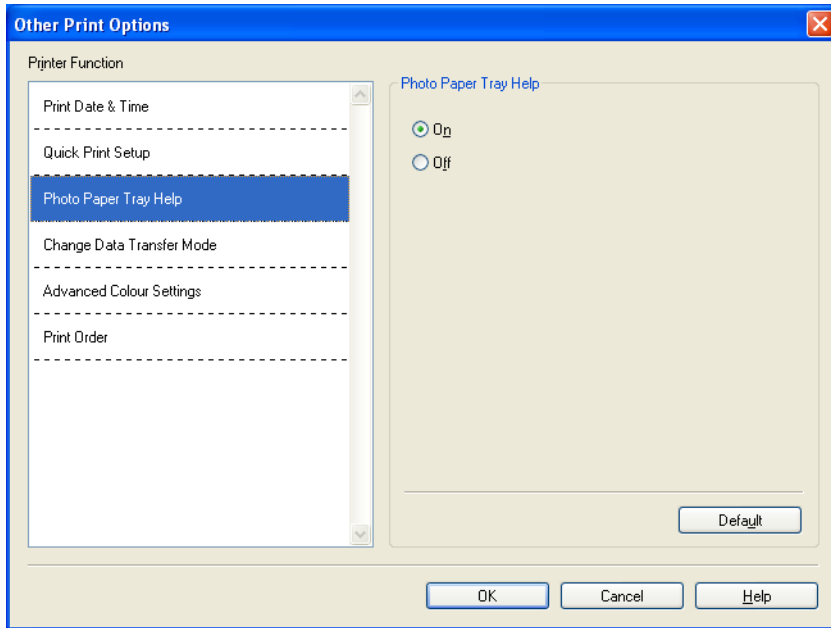 Other Print Options
Printer Function
Print Date & Time
Quick Print Setup
Photo Paper Tray Help
Change Data Transfer Mode
Advanced Colour Settings
Print Order
Photo Paper Tray Help
On
Off
Default
OK Cancel Help